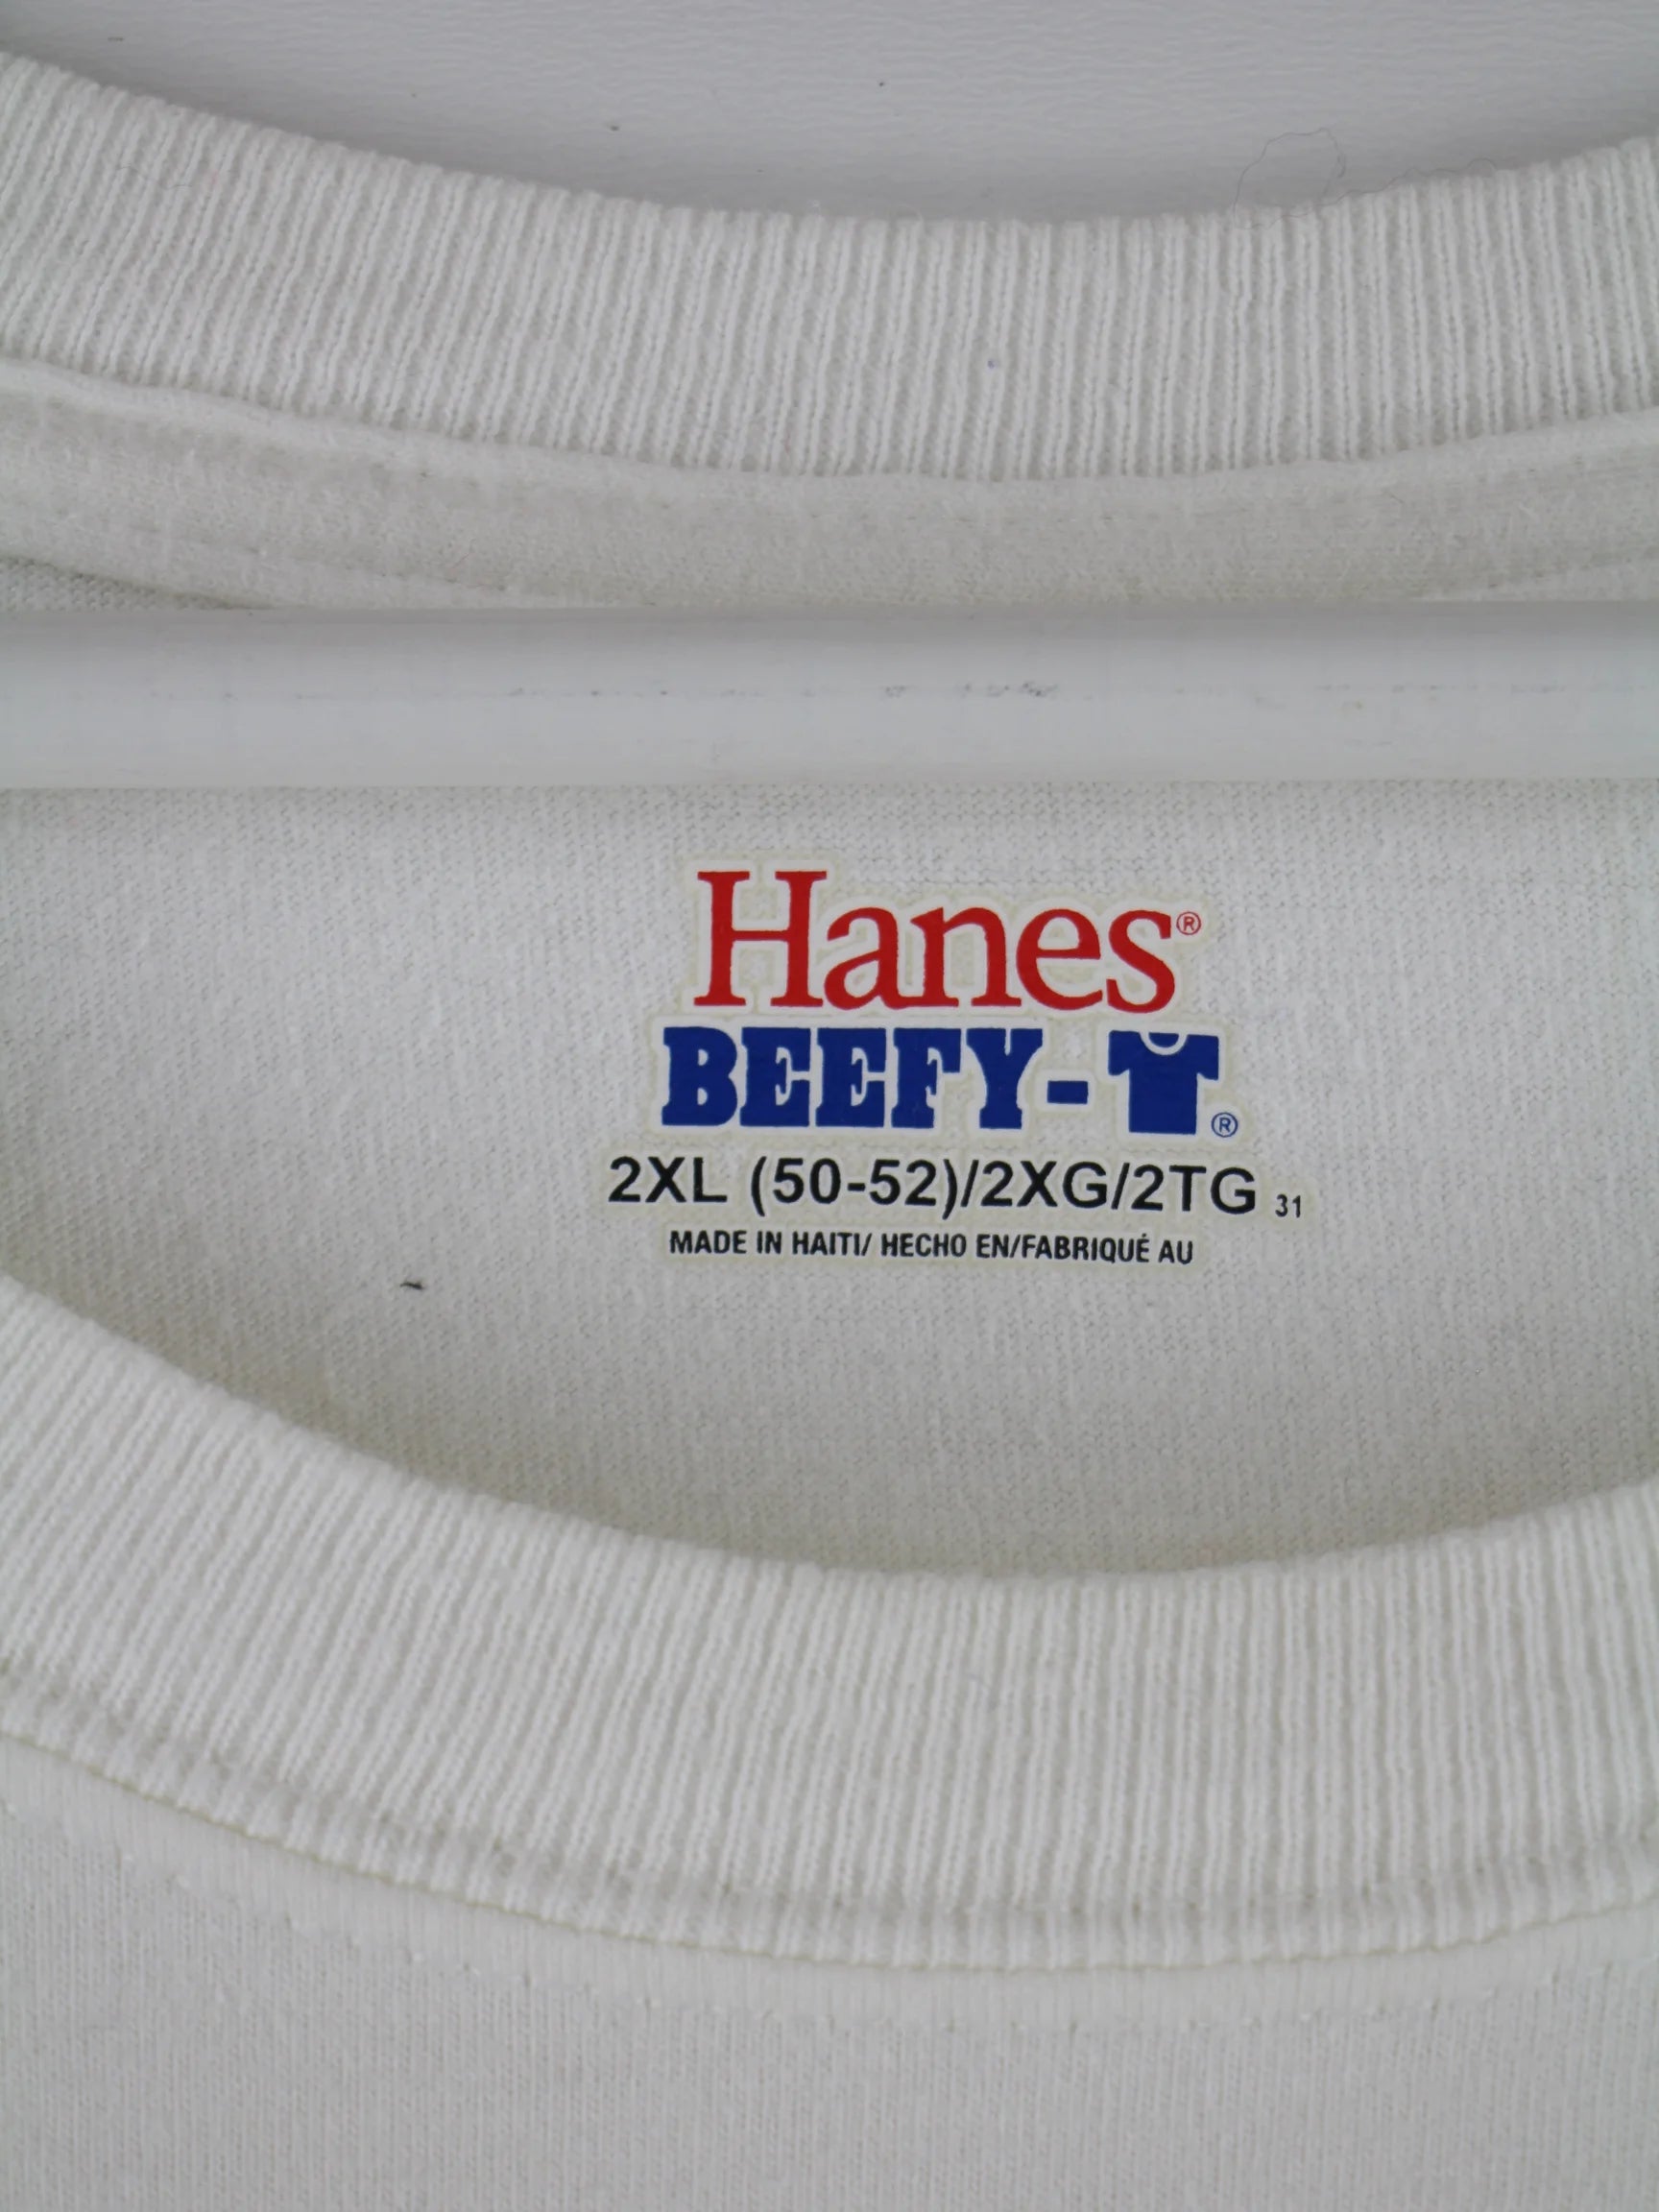 Hanes®
BEEFY-T®
2XL (50-52)/2XG/2TG 31
MADE IN HAITI/ HECHO EN/FABRIQUÉ AU